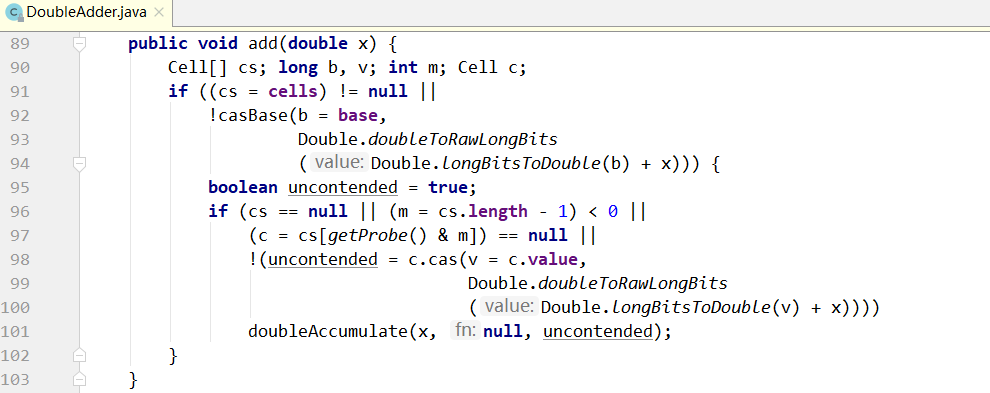 DoubleAdder.java
89 public void add(double x) {
90 Cell[] cs; long b, v; int m; Cell c;
91 if ((cs = cells) != null ||
92 !casBase(b = base,
93 Double.doubleToRawLongBits
94 ( value: Double.longBitsToDouble(b) + x))) {
95 boolean uncontended = true;
96 if (cs == null || (m = cs.length - 1) < 0 ||
97 (c = cs[getProbe() & m]) == null ||
98 !(uncontended = c.cas(v = c.value,
99 Double.doubleToRawLongBits
100 ( value: Double.longBitsToDouble(v) + x))))
101 doubleAccumulate(x, fn: null, uncontended);
102 }
103 }